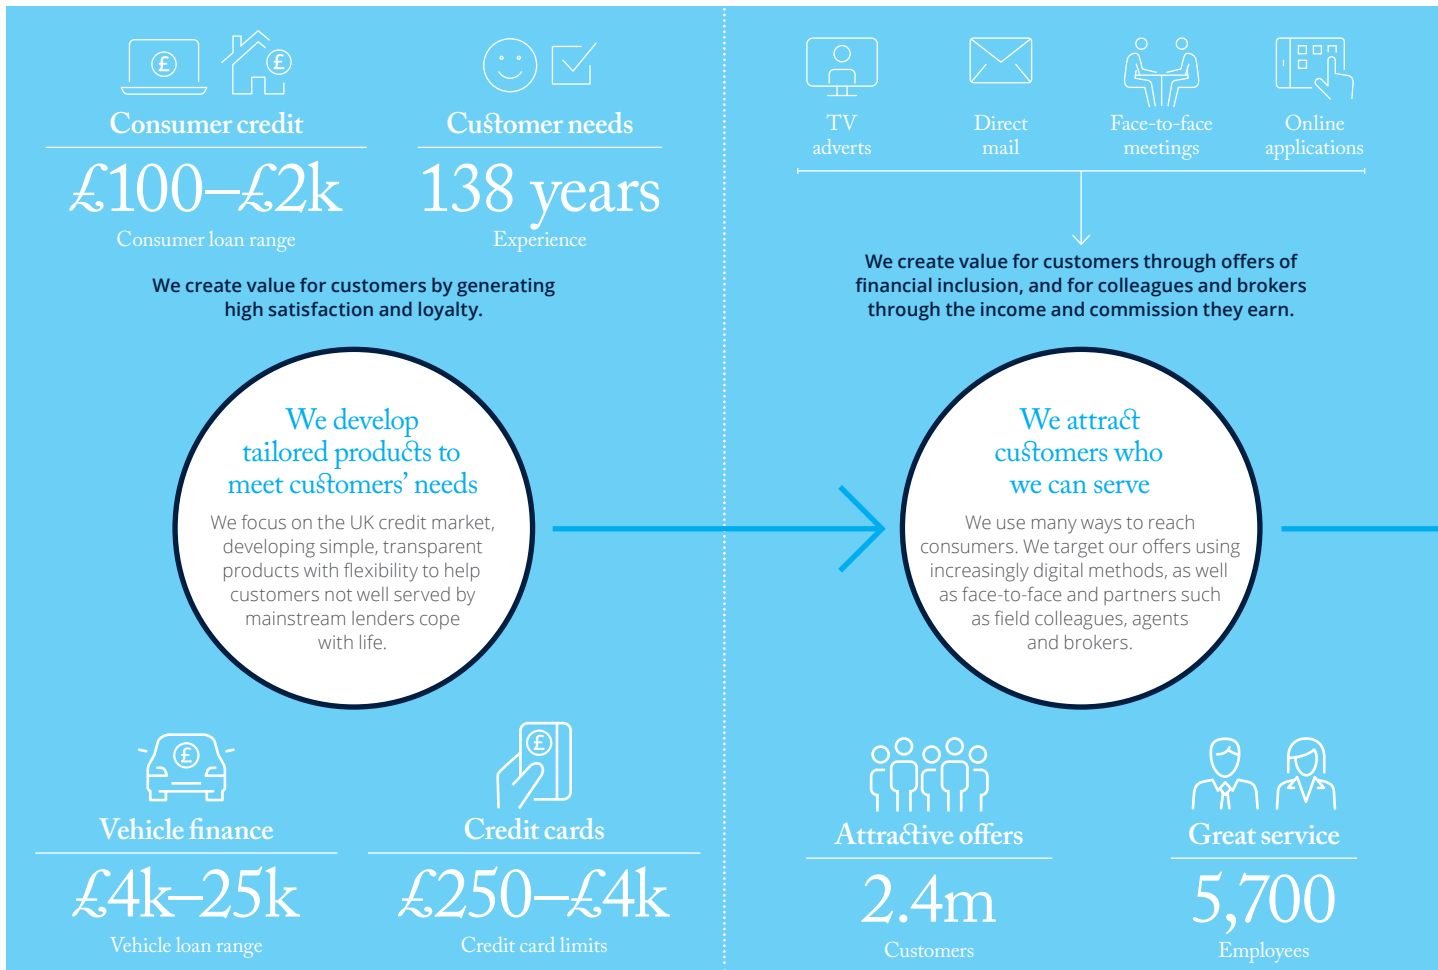 £
£
Consumer credit
£100–£2k
Consumer loan range
Customer needs
138 years
Experience
We create value for customers by generating
high satisfaction and loyalty.
We develop
tailored products to
meet customers’ needs
We focus on the UK credit market,
developing simple, transparent
products with flexibility to help
customers not well served by
mainstream lenders cope
with life.
£
Vehicle finance
£4k–25k
Vehicle loan range
£
Credit cards
£250–£4k
Credit card limits
TV
adverts
Direct
mail
Face-to-face
meetings
Online
applications
We create value for customers through offers of
financial inclusion, and for colleagues and brokers
through the income and commission they earn.
We attract
customers who
we can serve
We use many ways to reach
consumers. We target our offers using
increasingly digital methods, as well
as face-to-face and partners such
as field colleagues, agents
and brokers.
Attractive offers
2.4m
Customers
Great service
5,700
Employees